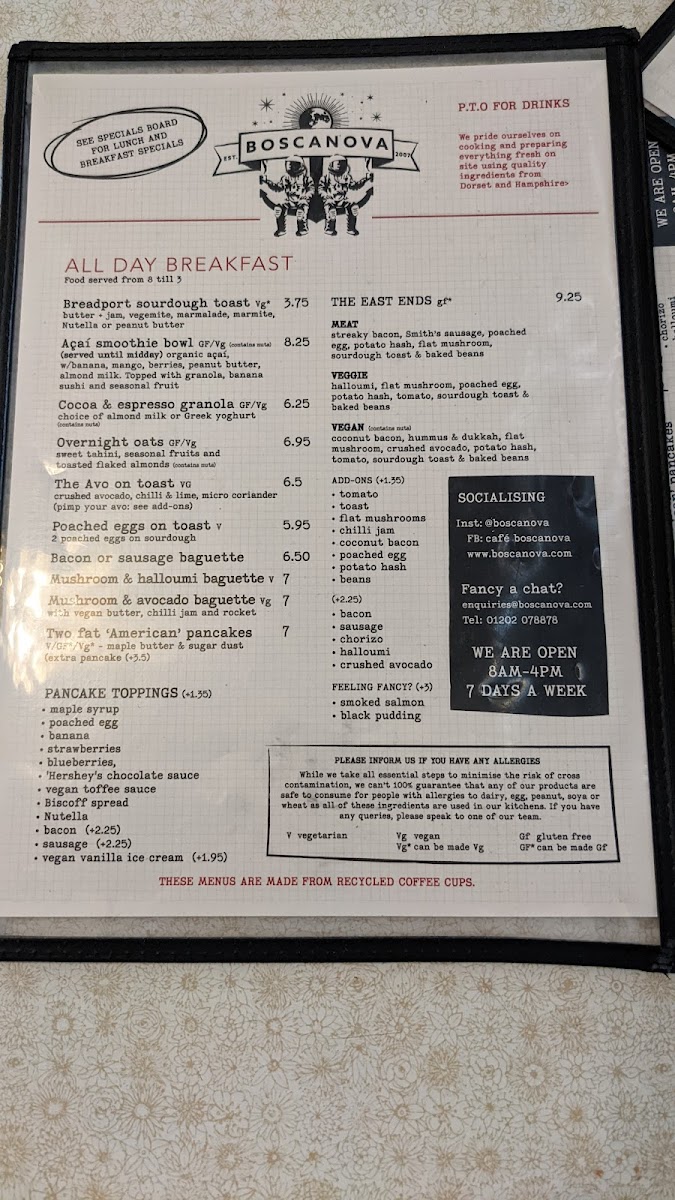 SEE SPECIALS BOARD
FOR LUNCH AND
BREAKFAST SPECIALS
BOSCANOVA
EST.
2007
P.T.O FOR DRINKS
We pride ourselves on
cooking and preparing
everything fresh on
site using quality
ingredients from
Dorset and Hampshire>
ALL DAY BREAKFAST
Food served from 8 till 3
Breadport sourdough toast Vg* 3.75
butter + jam, vegemite, marmalade, marmite,
Nutella or peanut butter
Açaí smoothie bowl GF/Vg (contains nuts) 8.25
(served until midday) organic açaí,
w/banana, mango, berries, peanut butter,
almond milk. Topped with granola, banana
sushi and seasonal fruit
Cocoa & espresso granola GF/Vg 6.25
choice of almond milk or Greek yoghurt
(contains nuts)
Overnight oats GF/Vg 6.95
sweet tahini, seasonal fruits and
toasted flaked almonds (contains nuts)
The Avo on toast VG 6.5
crushed avocado, chilli & lime, micro coriander
(pimp your avo: see add-ons)
Poached eggs on toast V 5.95
2 poached eggs on sourdough
Bacon or sausage baguette 6.50
Mushroom & halloumi baguette V 7
Mushroom & avocado baguette Vg 7
with vegan butter, chilli jam and rocket
Two fat 'American' pancakes 7
V/GF*/Vg* - maple butter & sugar dust
(extra pancake (+3.5)
PANCAKE TOPPINGS (+1.35)
• maple syrup
• poached egg
• banana
• strawberries
• blueberries,
• 'Hershey's chocolate sauce
• vegan toffee sauce
• Biscoff spread
• Nutella
• bacon (+2.25)
• sausage (+2.25)
• vegan vanilla ice cream (+1.95)
THE EAST ENDS gf* 9.25
MEAT
streaky bacon, Smith's sausage, poached
egg, potato hash, flat mushroom,
sourdough toast & baked beans
VEGGIE
halloumi, flat mushroom, poached egg,
potato hash, tomato, sourdough toast &
baked beans
VEGAN (contains nuts)
coconut bacon, hummus & dukkah, flat
mushroom, crushed avocado, potato hash,
tomato, sourdough toast & baked beans
ADD-ONS (+1.35)
• tomato
• toast
• flat mushrooms
• chilli jam
• coconut bacon
• poached egg
• potato hash
• beans
(+2.25)
• bacon
• sausage
• chorizo
• halloumi
• crushed avocado
FEELING FANCY? (+3)
• smoked salmon
• black pudding
SOCIALISING
Inst: @boscanova
FB: café boscanova
www.boscanova.com
Fancy a chat?
enquiries@boscanova.com
Tel: 01202 078878
WE ARE OPEN
8AM-4PM
7 DAYS A WEEK
PLEASE INFORM US IF YOU HAVE ANY ALLERGIES
While we take all essential steps to minimise the risk of cross
contamination, we can't 100% guarantee that any of our products are
safe to consume for people with allergies to dairy, egg, peanut, soya or
wheat as all of these ingredients are used in our kitchens. If you have
any queries, please speak to one of our team.
V vegetarian Vg vegan Gf gluten free
Vg* can be made Vg GF* can be made Gf
THESE MENUS ARE MADE FROM RECYCLED COFFEE CUPS.
WE ARE OPEN
• chorizo
halloumi
pancakes